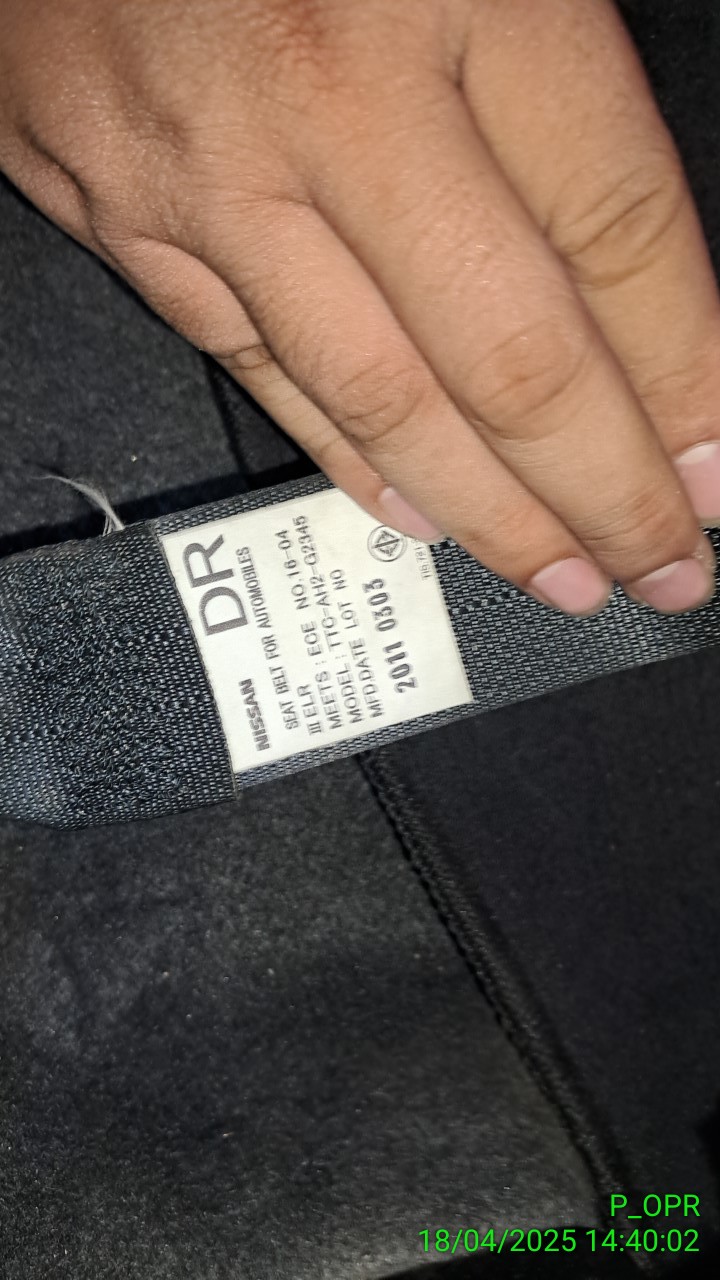 DR
NISSAN
SEAT BELT FOR AUTOMOBILES
III ELR
MEETS : ECE NO.16-04
MODEL : TTC-AH2-G2345
MFD.DATE LOT NO
2011 0303
P_OPR
18/04/2025 14:40:02